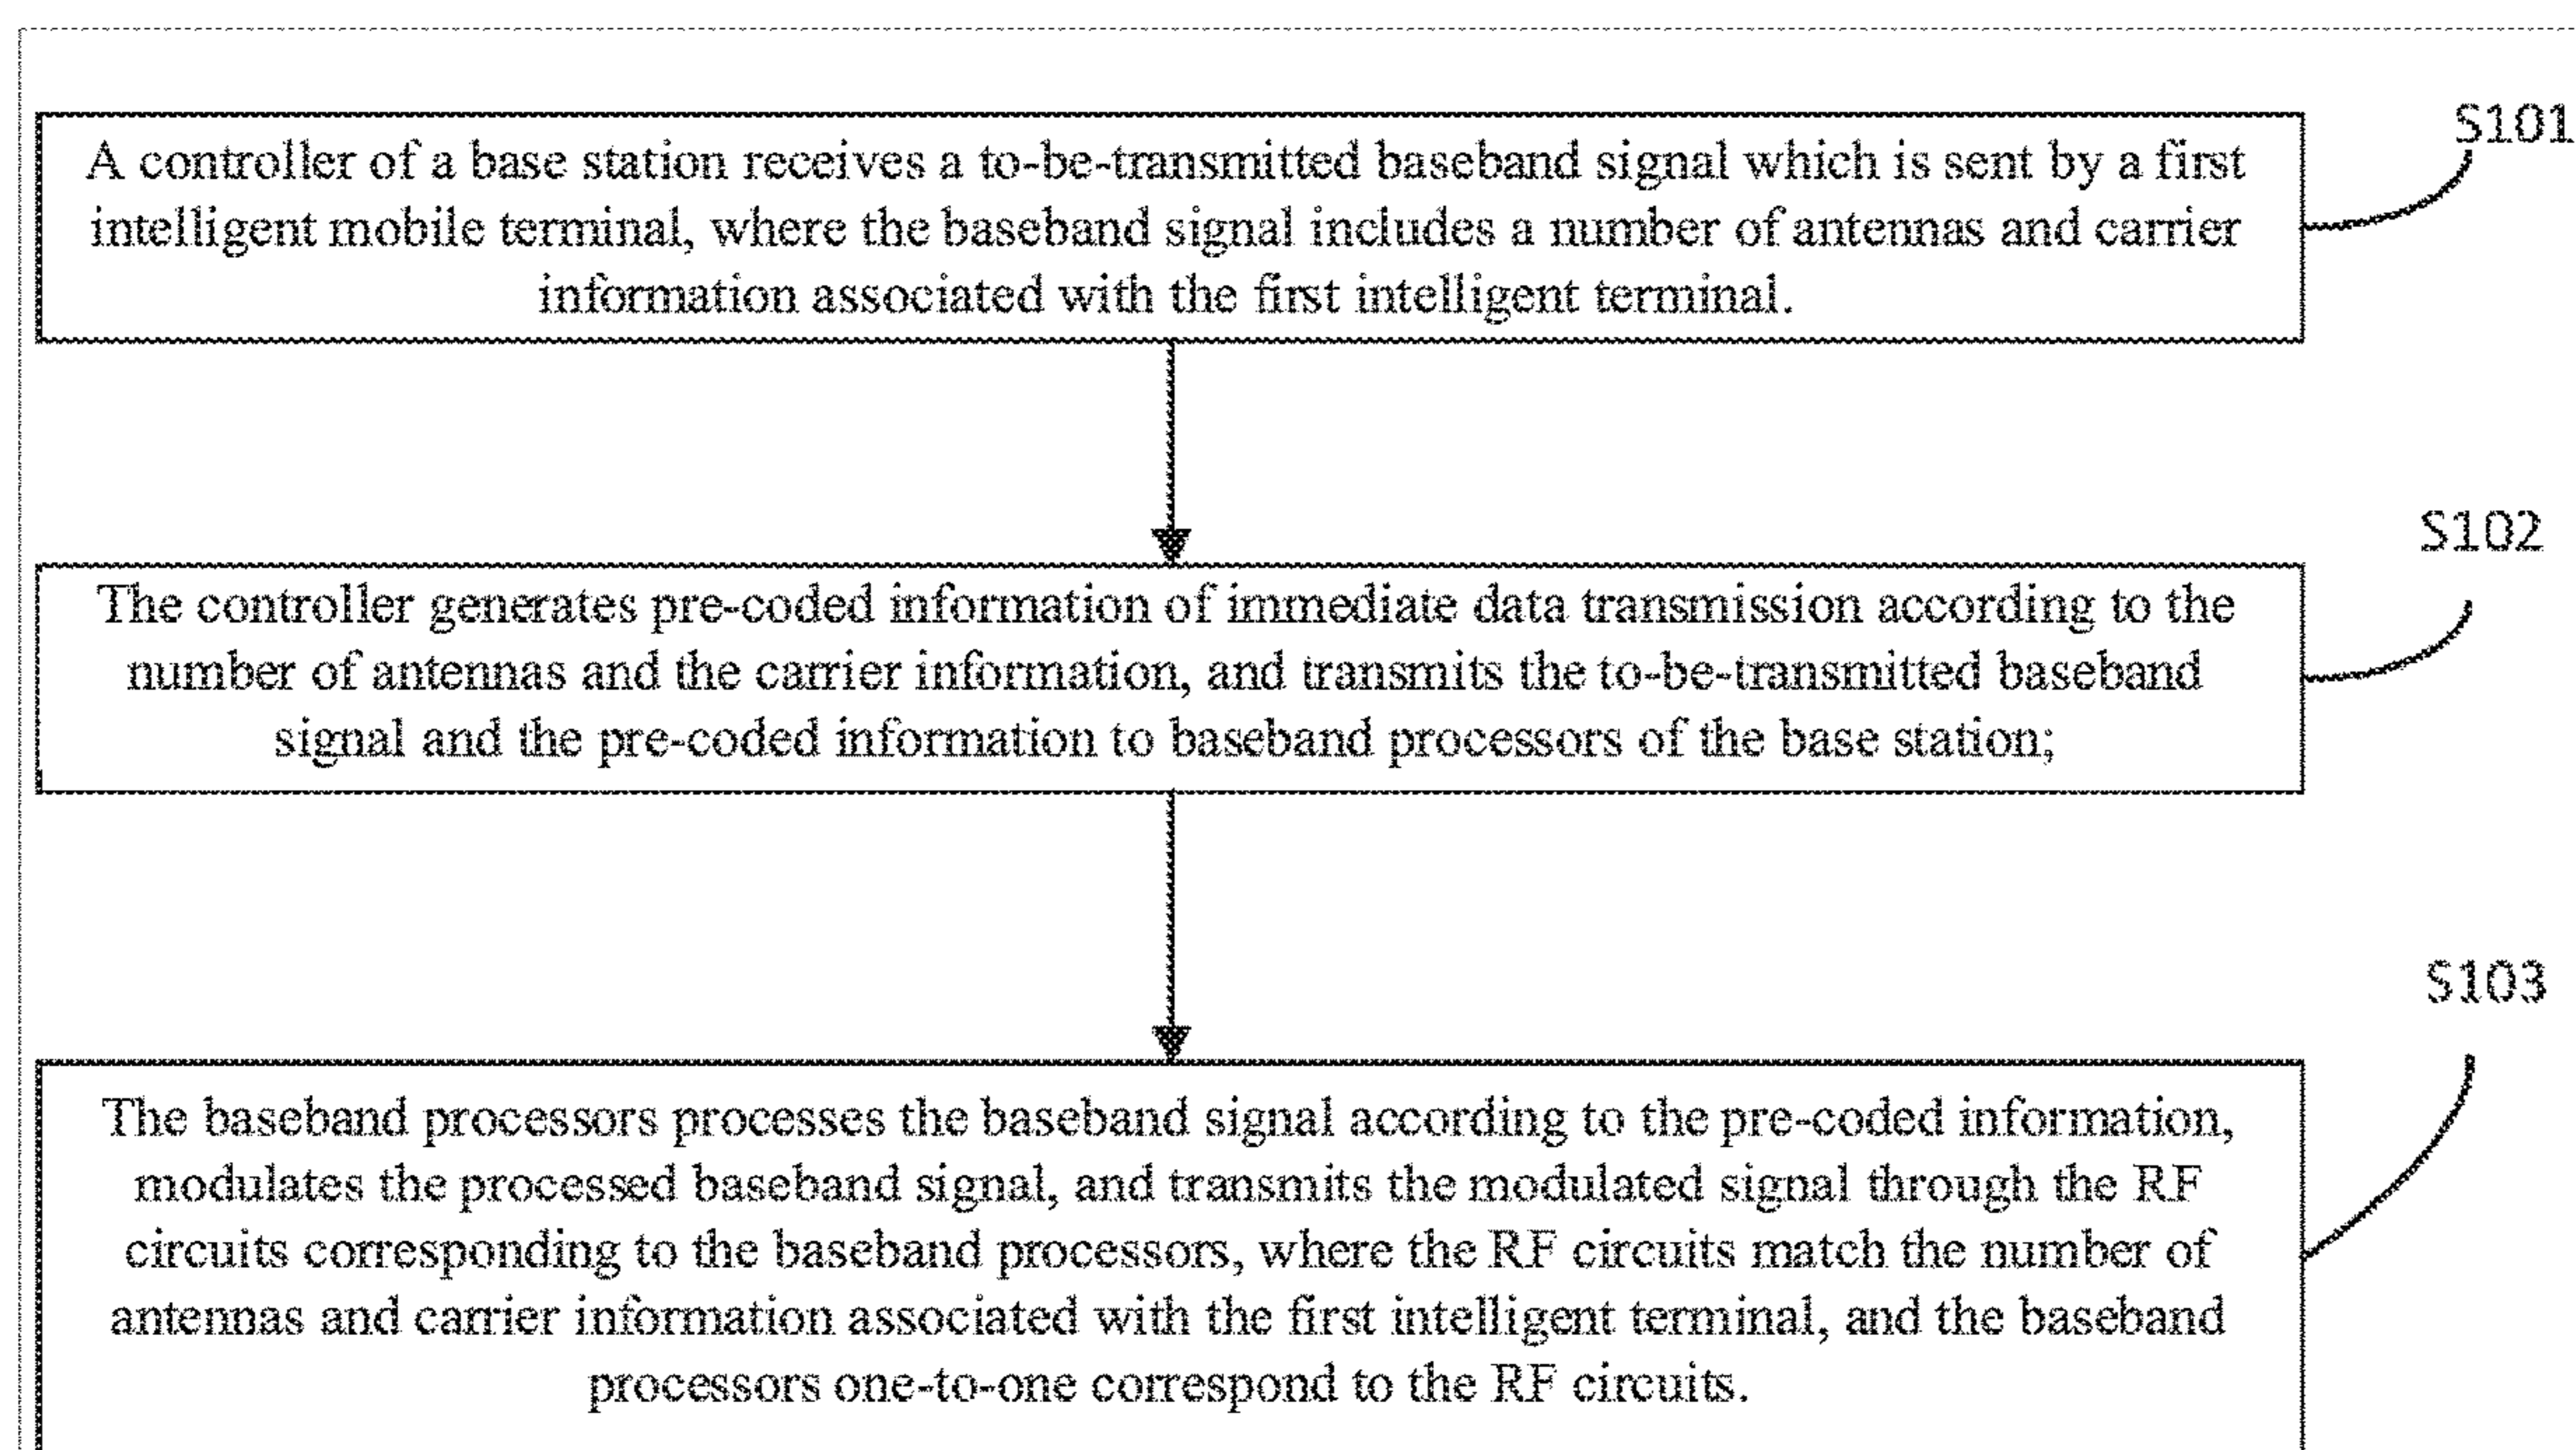 S101
A controller of a base station receives a to-be-transmitted baseband signal which is sent by a first
intelligent mobile terminal, where the baseband signal includes a number of antennas and carrier
information associated with the first intelligent terminal.
S102
The controller generates pre-coded information of immediate data transmission according to the
number of antennas and the carrier information, and transmits the to-be-transmitted baseband
signal and the pre-coded information to baseband processors of the base station;
S103
The baseband processors processes the baseband signal according to the pre-coded information,
modulates the processed baseband signal, and transmits the modulated signal through the RF
circuits corresponding to the baseband processors, where the RF circuits match the number of
antennas and carrier information associated with the first intelligent terminal, and the baseband
processors one-to-one correspond to the RF circuits.